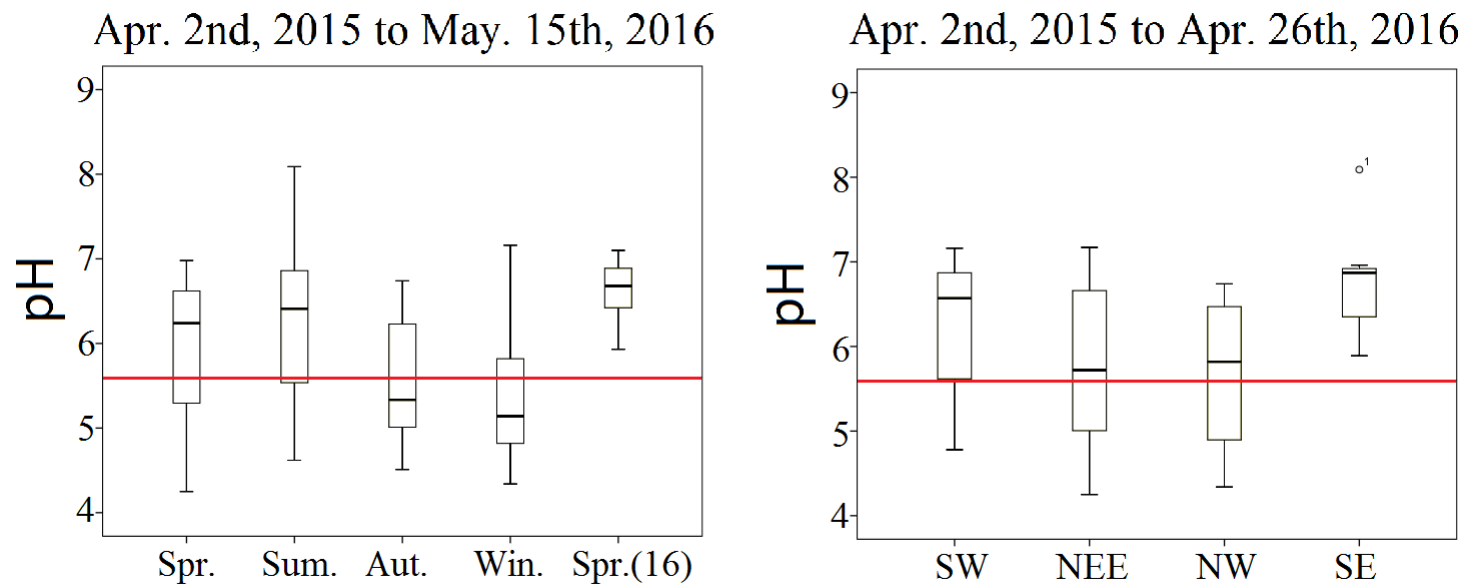 Apr. 2nd, 2015 to May. 15th, 2016
9
8
7
6
5
4
pH
Spr. Sum. Aut. Win. Spr.(16)
Apr. 2nd, 2015 to Apr. 26th, 2016
9
8
7
6
5
4
pH
1
SW NEE NW SE